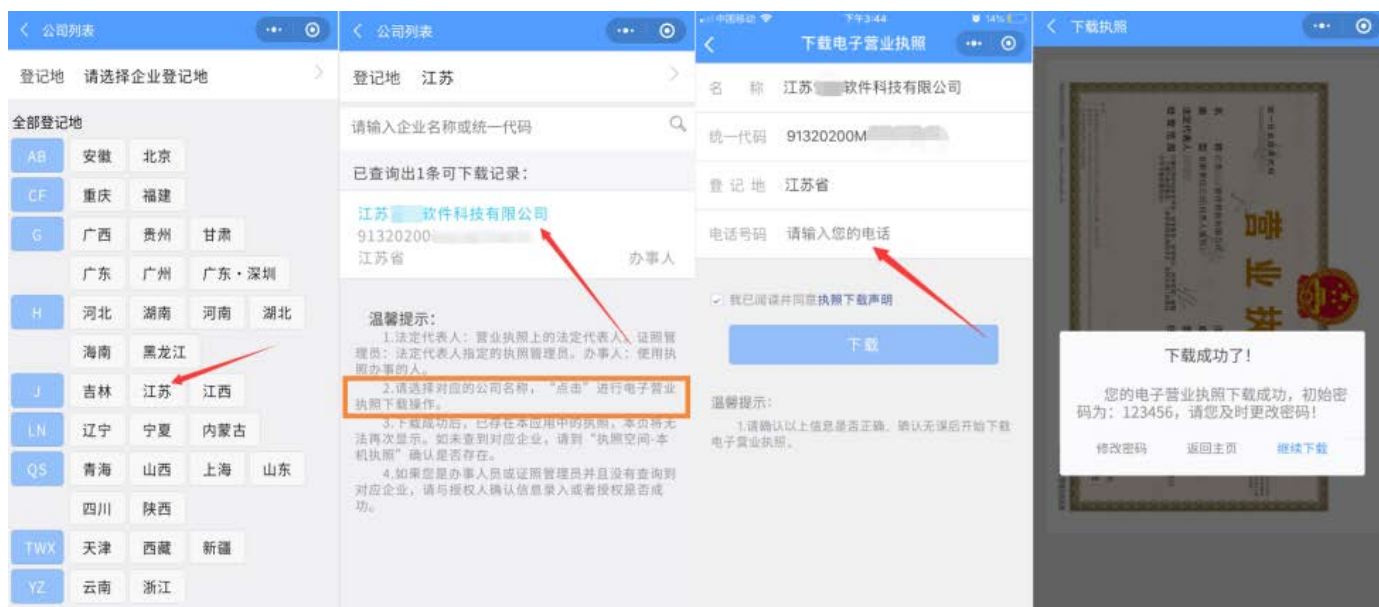 公司列表
登记地 请选择企业登记地
全部登记地
AB 安徽 北京
CF 重庆 福建
G 广西 贵州 甘肃
广东 广州 广东·深圳
H 河北 湖南 河南 湖北
海南 黑龙江
J 吉林 江苏 江西
LN 辽宁 宁夏 内蒙古
QS 青海 山西 上海 山东
四川 陕西
TWX 天津 西藏 新疆
YZ 云南 浙江
公司列表
登记地 江苏
请输入企业名称或统一代码
已查询出1条可下载记录：
江苏 软件科技有限公司
91320200
江苏省 办事人
温馨提示：
1.法定代表人：营业执照上的法定代表人。证照管
理员：法定代表人指定的执照管理员。办事人：使用执
照办事的人。
2.请选择对应的公司名称，“点击”进行电子营业
执照下载操作。
3.下载成功后，已存在本应用中的执照，本页将无
法再次显示。如未查到对应企业，请到“执照空间-本
机执照”确认是否存在。
4.如果您是办事人员或证照管理员并且没有查询到
对应企业，请与授权人确认信息录入或者授权是否成
功。
中国移动 下午3:44 14%
下载电子营业执照
名 称 江苏 软件科技有限公司
统一代码 91320200M
登记地 江苏省
电话号码 请输入您的电话
我已阅读并同意执照下载声明
下载
温馨提示：
1.请确认以上信息是否正确，确认无误后开始下载
电子营业执照。
下载执照
营业执
下载成功了！
您的电子营业执照下载成功，初始密
码为：123456，请您及时更改密码！
修改密码 返回主页 继续下载